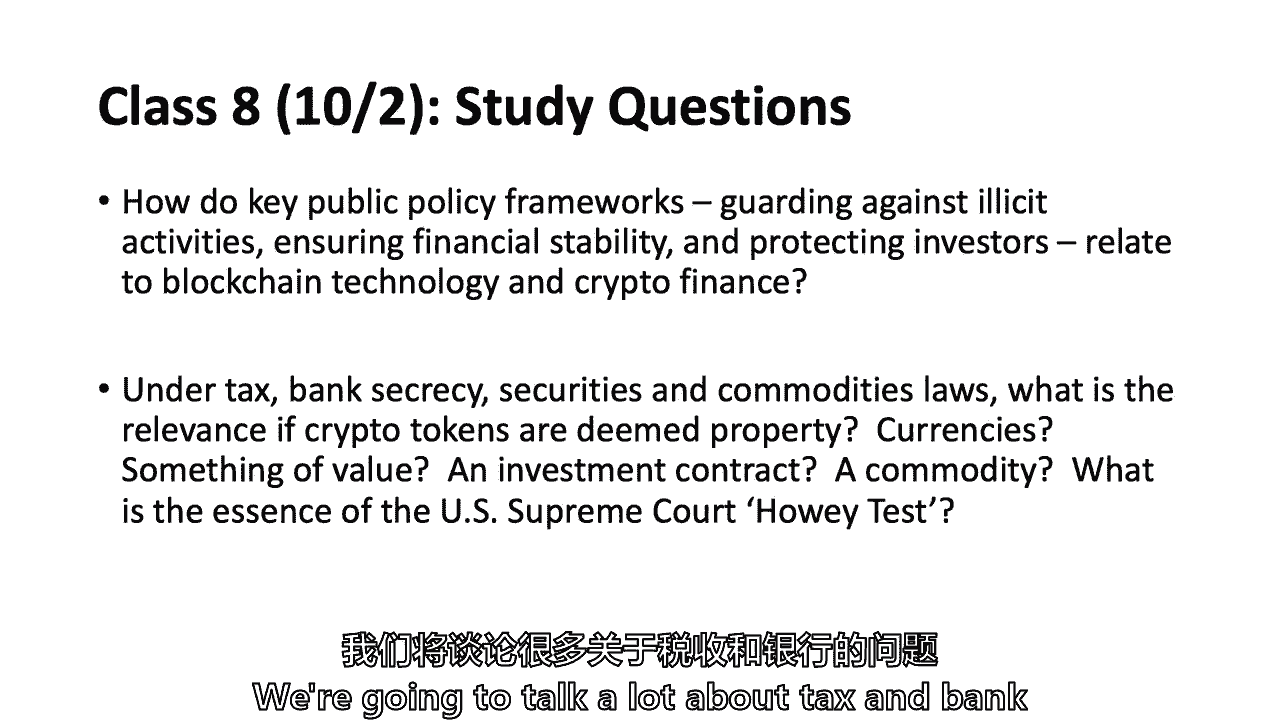 Class 8 (10/2): Study Questions
• How do key public policy frameworks – guarding against illicit
activities, ensuring financial stability, and protecting investors – relate
to blockchain technology and crypto finance?
• Under tax, bank secrecy, securities and commodities laws, what is the
relevance if crypto tokens are deemed property?  Currencies?
Something of value?  An investment contract?  A commodity?  What
is the essence of the U.S. Supreme Court ‘Howey Test’?
我们将谈论很多关于税收和银行的问题
We're going to talk a lot about tax and bank